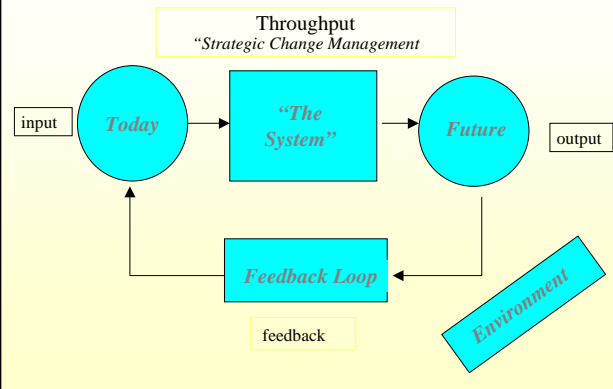 Throughput
“Strategic Change Management
input
Today
“The
System”
Future
output
Feedback Loop
feedback
Environment